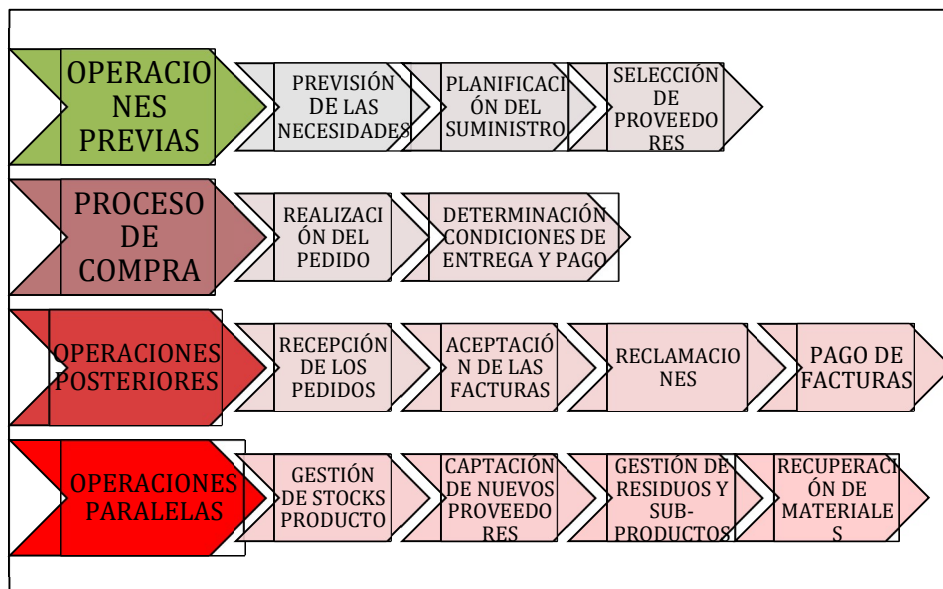 OPERACIO
NES
PREVIAS
PREVISIÓN
DE LAS
NECESIDADES
PLANIFICAC
IÓN DEL
SUMINISTRO
SELECCIÓN
DE
PROVEEDO
RES
PROCESO
DE
COMPRA
REALIZACI
ÓN DEL
PEDIDO
DETERMINACIÓN
CONDICIONES DE
ENTREGA Y PAGO
OPERACIONES
POSTERIORES
RECEPCIÓN
DE LOS
PEDIDOS
ACEPTACIÓ
N DE LAS
FACTURAS
RECLAMACIO
NES
PAGO DE
FACTURAS
OPERACIONES
PARALELAS
GESTIÓN
DE STOCKS
PRODUCTO
CAPTACIÓN
DE NUEVOS
PROVEEDO
RES
GESTIÓN DE
RESIDUOS Y
SUB-
PRODUCTOS
RECUPERACI
ÓN DE
MATERIALE
S